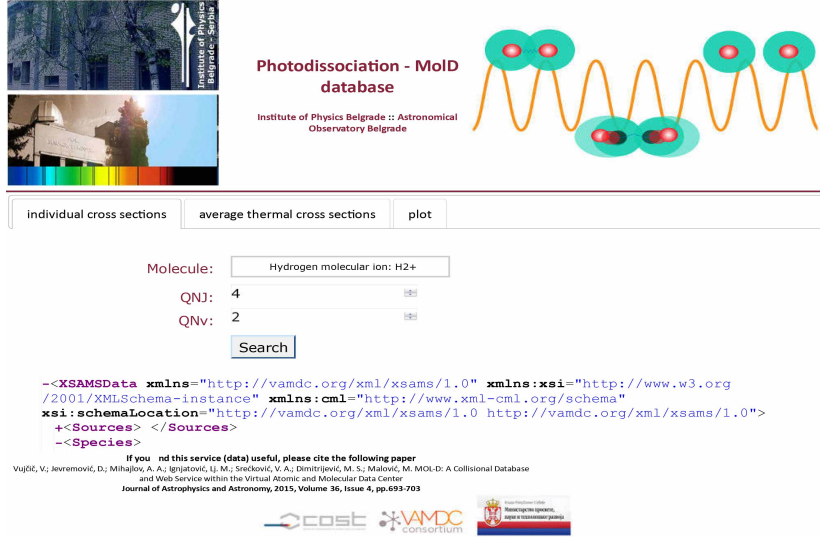 Institute of Physics
Belgrade - Serbia
Photodissociation - MolD
database
Institute of Physics Belgrade :: Astronomical
Observatory Belgrade
individual cross sections
average thermal cross sections
plot
Molecule:
Hydrogen molecular ion: H2+
QNJ:
4
QNv:
2
Search
-<XSAMSData xmlns="http://vamdc.org/xml/xsams/1.0" xmlns:xsi="http://www.w3.org
/2001/XMLSchema-instance" xmlns:cml="http://www.xml-cml.org/schema"
xsi:schemaLocation="http://vamdc.org/xml/xsams/1.0 http://vamdc.org/xml/xsams/1.0">
+<Sources> </Sources>
-<Species>
If you nd this service (data) useful, please cite the following paper
Vujčič, V.; Jevremović, D.; Mihajlov, A. A.; Ignjatović, Lj. M.; Srećković, V. A.; Dimitrijević, M. S.; Malović, M. MOL-D: A Collisional Database
and Web Service within the Virtual Atomic and Molecular Data Center
Journal of Astrophysics and Astronomy, 2015, Volume 36, Issue 4, pp.693-703
cost
VAMDC
consortium